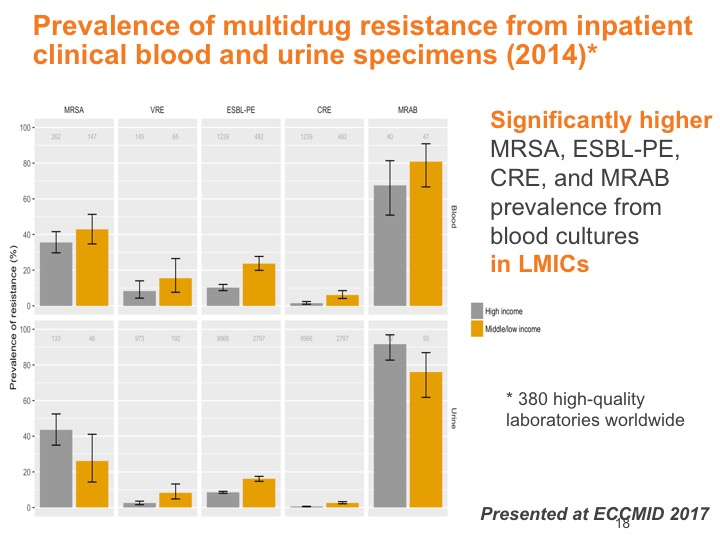 Prevalence of multidrug resistance from inpatient
clinical blood and urine specimens (2014)*
MRSA VRE ESBL-PE CRE MRAB
100
80
60
40
20
0
262 147 145 65 1239 482 1239 482 40 47
Blood
Prevalence of resistance (%)
100
80
60
40
20
0
133 46 973 192 9966 2797 9966 2797 50
Urine
Significantly higher
MRSA, ESBL-PE,
CRE, and MRAB
prevalence from
blood cultures
in LMICs
High income
Middle/low income
* 380 high-quality
laboratories worldwide
Presented at ECCMID 2017
18